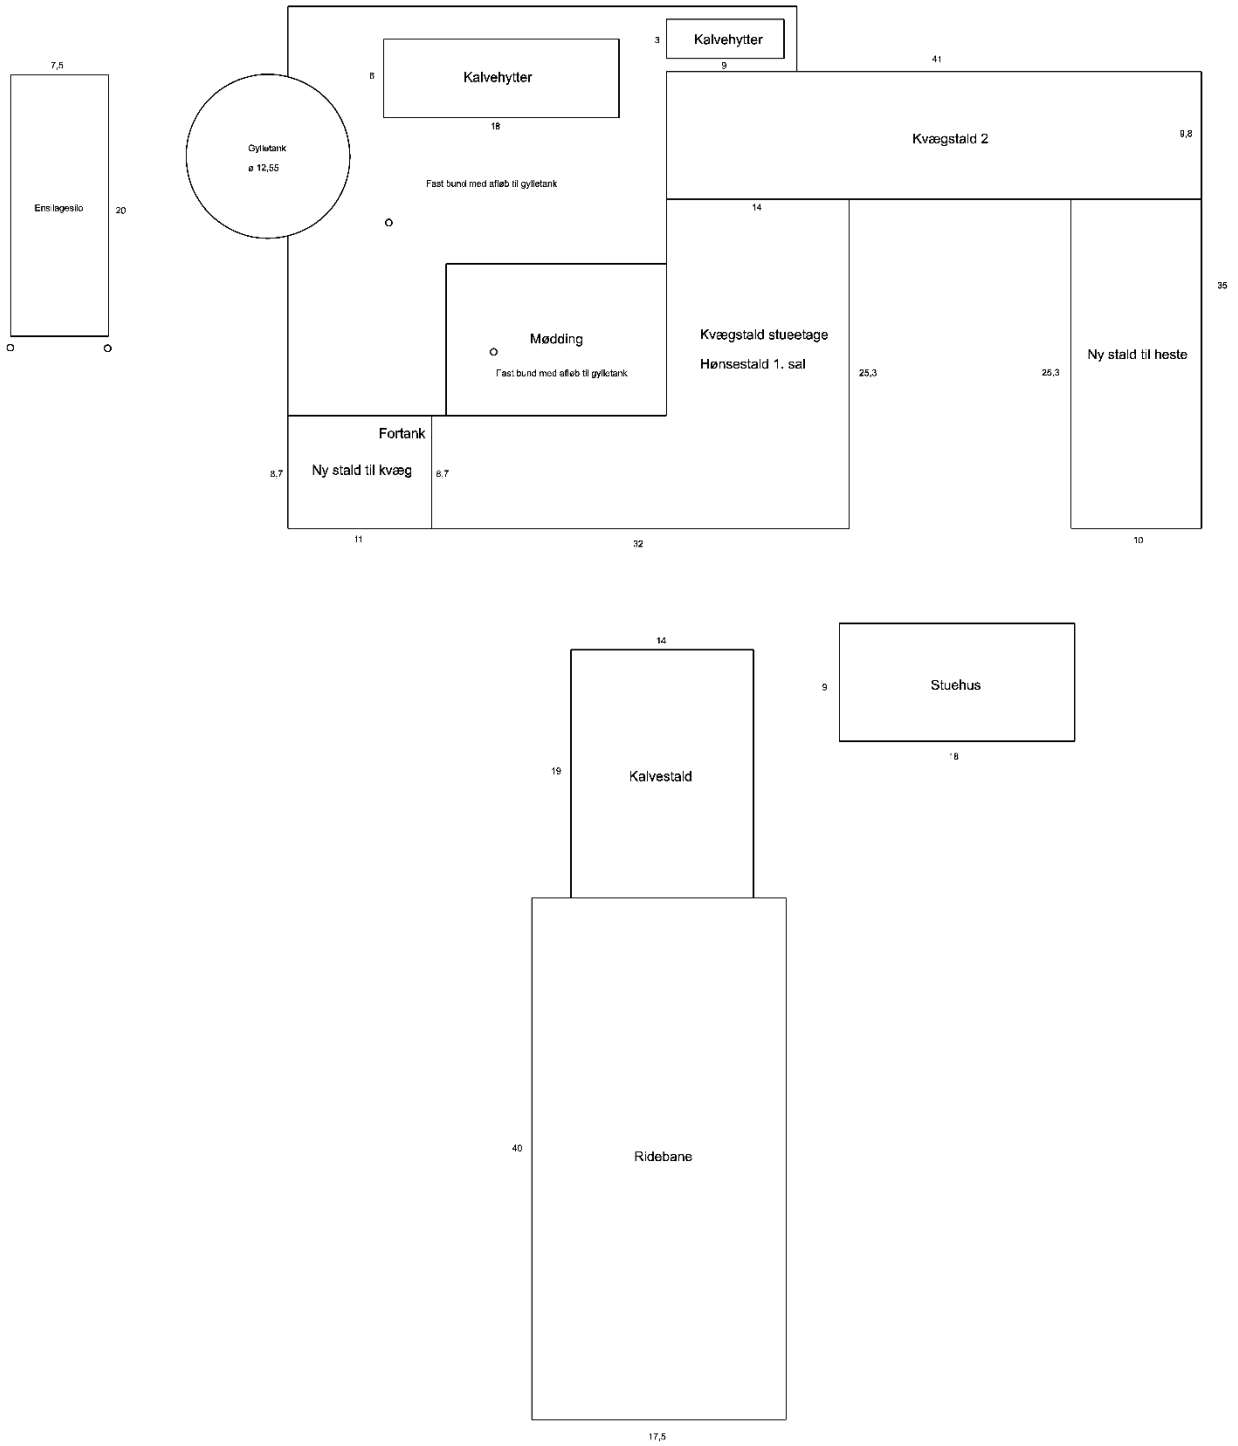 3
Kalvehytter
9
41
7,5
6
Kalvehytter
18
Gylletank
ø 12,55
Kvægstald 2
9,8
Fast bund med afløb til gylletank
Ensilagesilo
20
14
35
Mødding
Fast bund med afløb til gylletank
Kvægstald stueetage
Hønsestald 1. sal
25,3
25,3
Ny stald til heste
Fortank
8,7
Ny stald til kvæg
8,7
11
32
10
14
19
Kalvestald
9
Stuehus
18
40
Ridebane
17,5